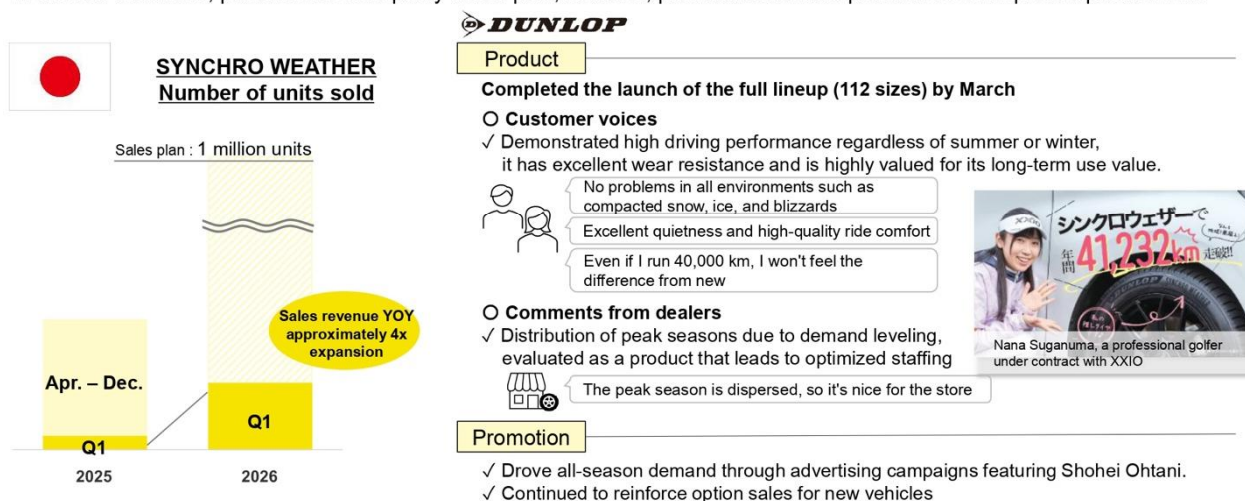 DUNLOP
SYNCHRO WEATHER
Number of units sold
Sales plan : 1 million units
Sales revenue YOY
approximately 4x
expansion
Apr. – Dec.
Q1
Q1
2025
2026
Product
Completed the launch of the full lineup (112 sizes) by March
Customer voices
✓ Demonstrated high driving performance regardless of summer or winter,
it has excellent wear resistance and is highly valued for its long-term use value.
No problems in all environments such as
compacted snow, ice, and blizzards
Excellent quietness and high-quality ride comfort
Even if I run 40,000 km, I won't feel the
difference from new
XXIO
シンクロウェザーで
年間
41,232km
走破!!
DUNLOP
Nana Suganuma, a professional golfer
under contract with XXIO
Comments from dealers
✓ Distribution of peak seasons due to demand leveling,
evaluated as a product that leads to optimized staffing
The peak season is dispersed, so it's nice for the store
Promotion
✓ Drove all-season demand through advertising campaigns featuring Shohei Ohtani.
✓ Continued to reinforce option sales for new vehicles